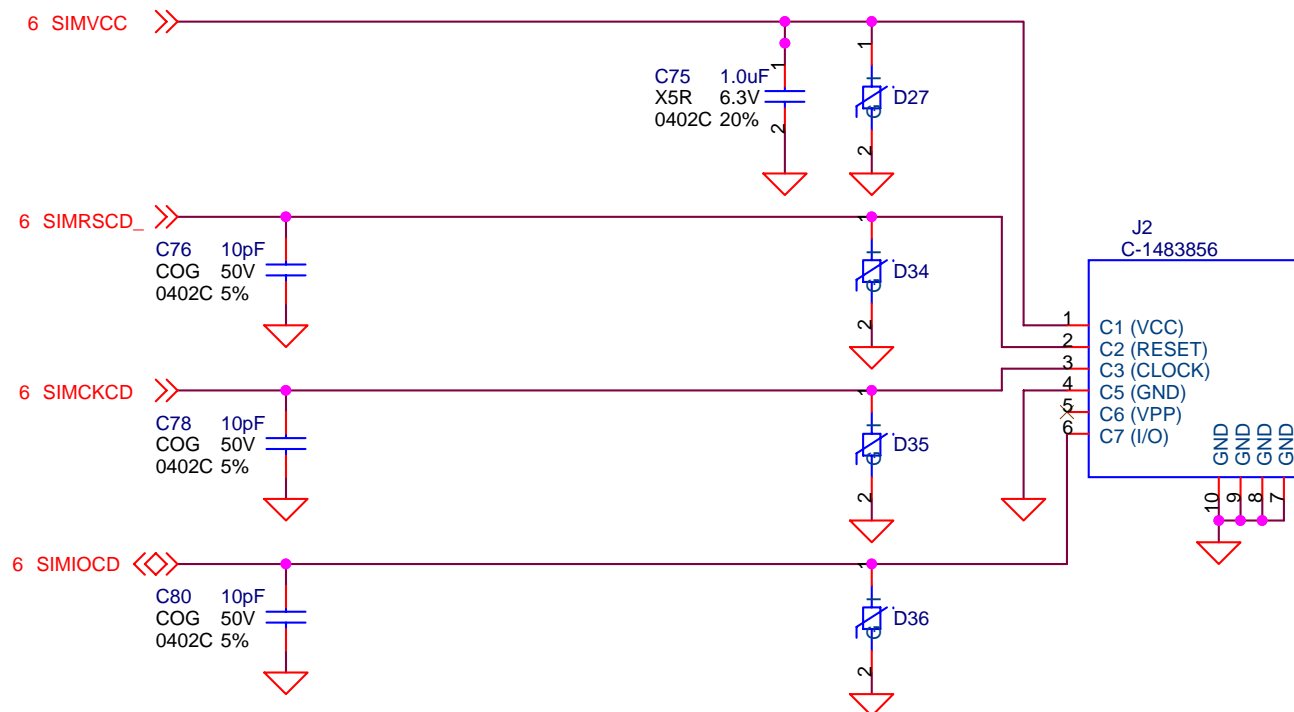 6 SIMVCC
1
1
C75 1.0uF
X5R 6.3V
0402C 20%
D27
2
2
6 SIMRSCD_
1
C76 10pF
COG 50V
0402C 5%
D34
2
J2
C-1483856
1 C1 (VCC)
2 C2 (RESET)
3 C3 (CLOCK)
4 C5 (GND)
5 C6 (VPP)
6 C7 (I/O)
GND GND GND GND
10 9 8 7
6 SIMCKCD
1
C78 10pF
COG 50V
0402C 5%
D35
2
6 SIMIOCD
1
C80 10pF
COG 50V
0402C 5%
D36
2